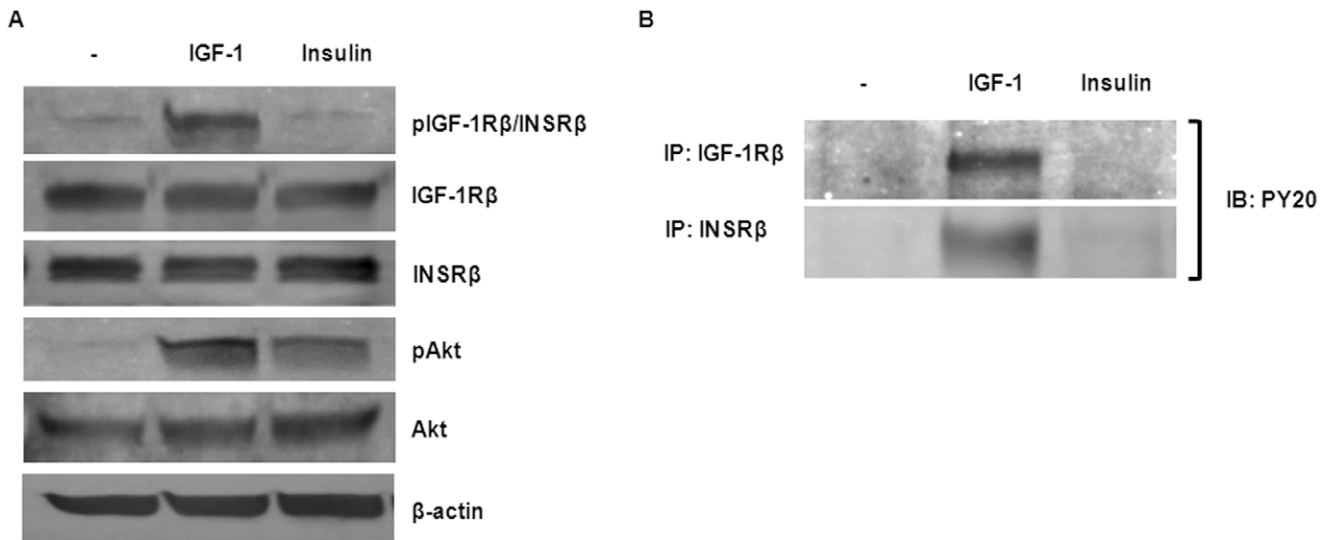 A
- IGF-1 Insulin
pIGF-1Rβ/INSRβ
IGF-1Rβ
INSRβ
pAkt
Akt
β-actin
B
- IGF-1 Insulin
IP: IGF-1Rβ
IP: INSRβ
IB: PY20